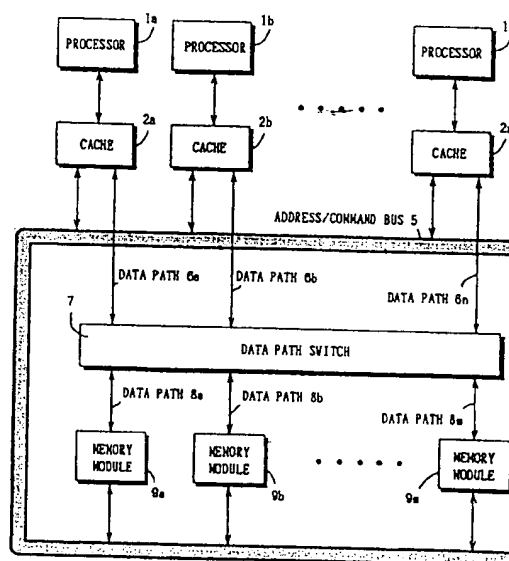 1a
1b
1
PROCESSOR
PROCESSOR
PROCESSOR
2a
2b
2
CACHE
CACHE
CACHE
ADDRESS/COMMAND BUS 5
DATA PATH 6a
DATA PATH 6b
DATA PATH 6n
7
DATA PATH SWITCH
DATA PATH 8a
DATA PATH 8b
DATA PATH 8m
MEMORY
MODULE
MEMORY
MODULE
MEMORY
MODULE
9a
9b
9m